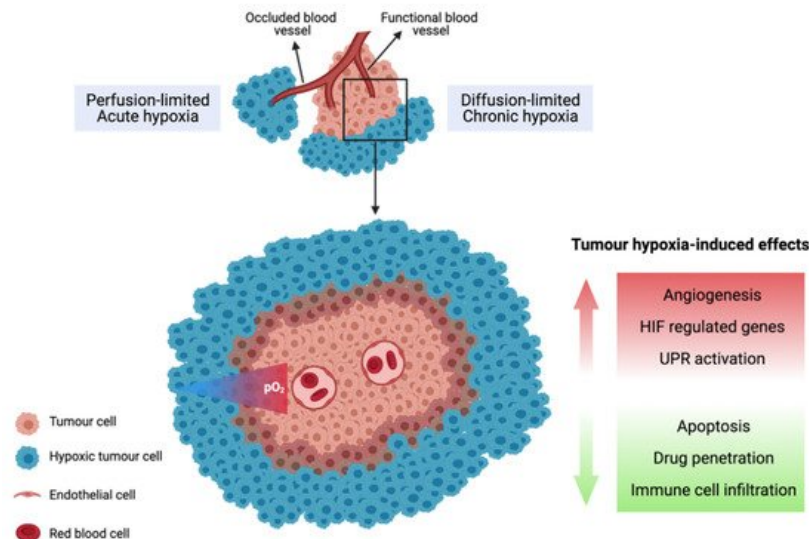 Occluded blood
vessel
Functional blood
vessel
Perfusion-limited
Acute hypoxia
Diffusion-limited
Chronic hypoxia
Tumour hypoxia-induced effects
Angiogenesis
HIF regulated genes
UPR activation
pO₂
Apoptosis
Drug penetration
Immune cell infiltration
Tumour cell
Hypoxic tumour cell
Endothelial cell
Red blood cell